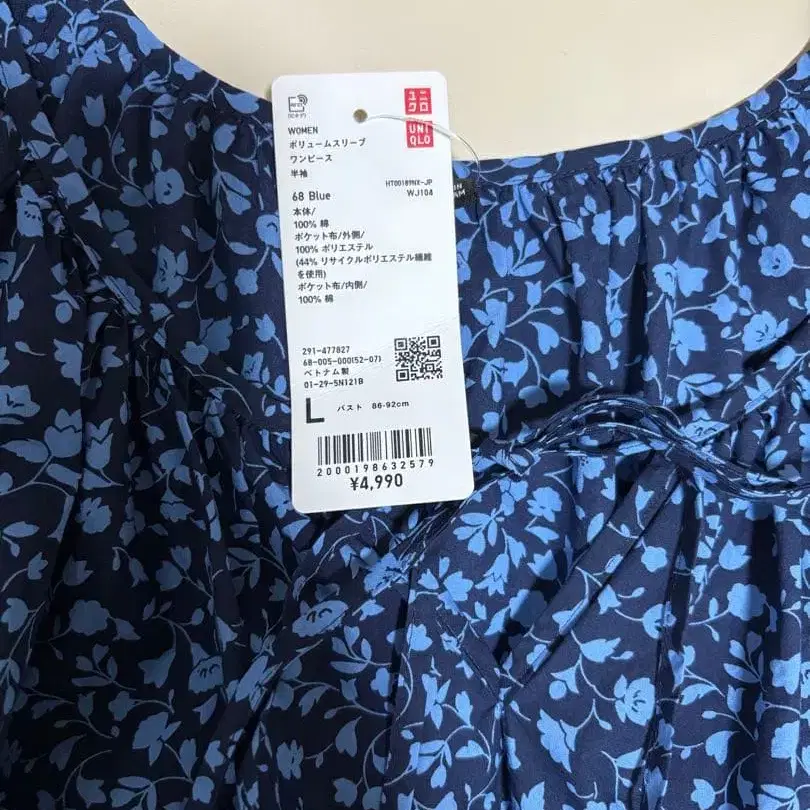 ユニ
クロ
UNI
QLO
WOMEN
ボリュームスリーブ
ワンピース
半袖
HT00189NX-JP
68 Blue
WJ104
本体/
100% 綿
ポケット布/外側/
100% ポリエステル
(44% リサイクルポリエステル繊維
を使用)
ポケット布/内側/
100% 綿
291-477827
68-005-000(52-07)
ベトナム製
01-29-5N121B
L バスト 86-92cm
2000198632579
¥4,990